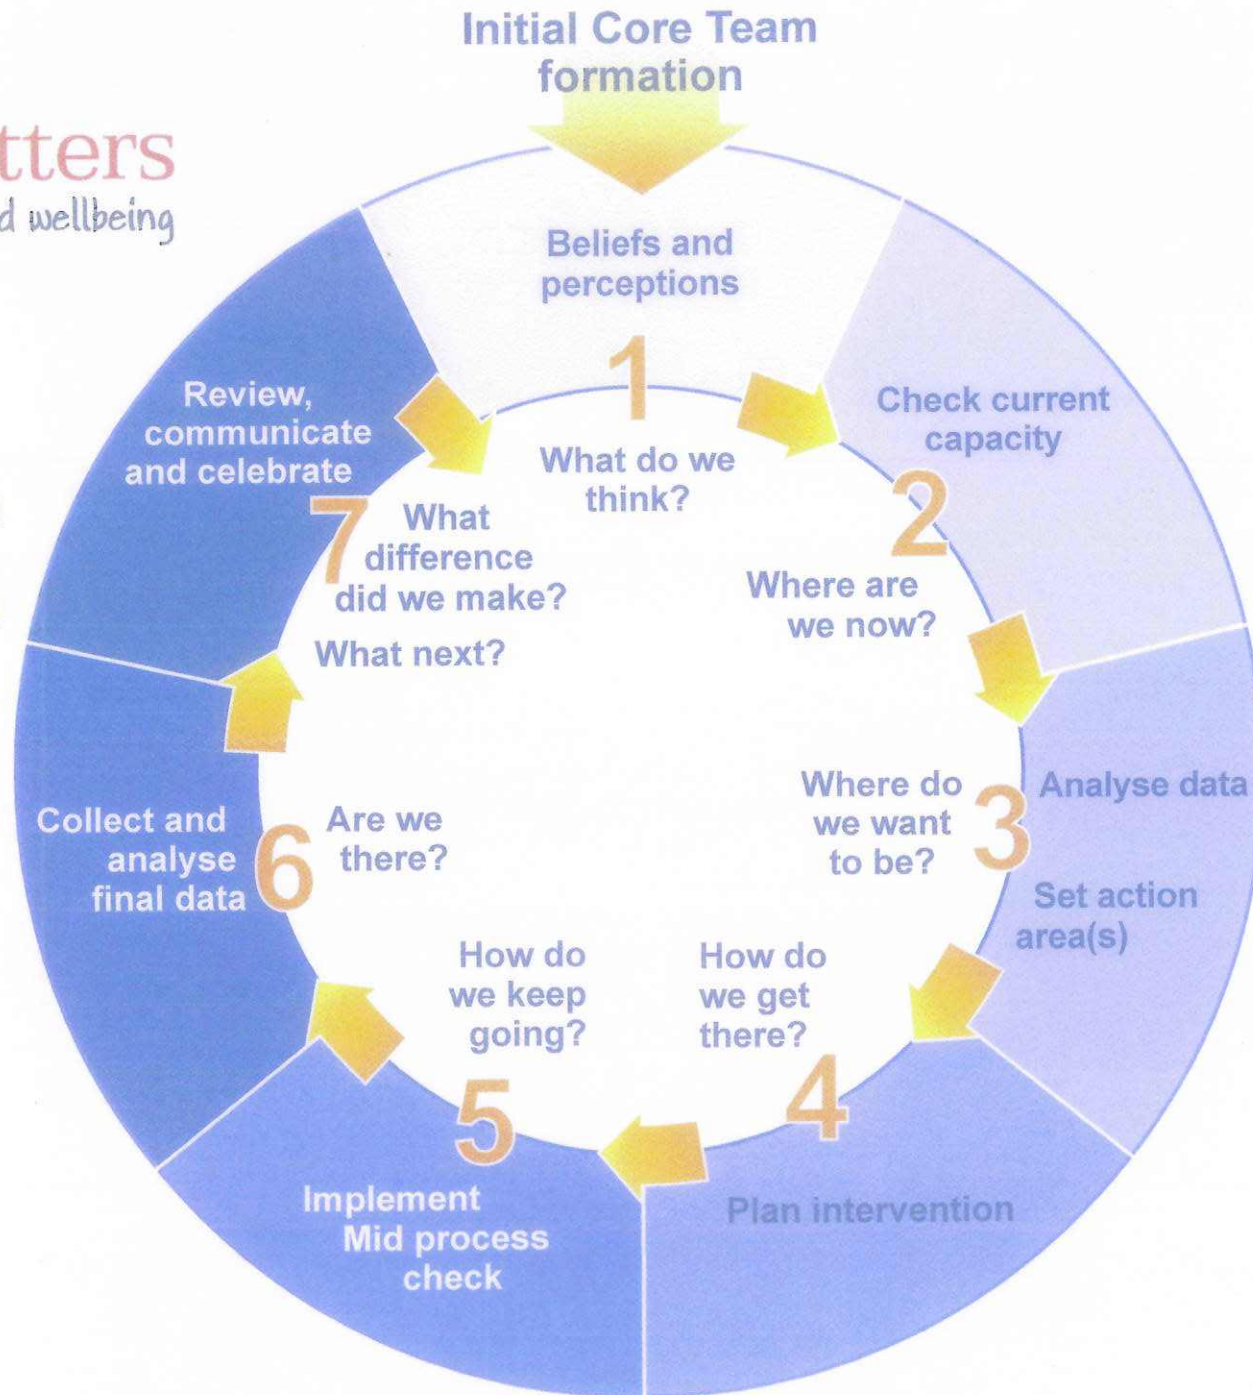 Initial Core Team
formation
tters
d wellbeing
Beliefs and
perceptions
1
What do we
think?
Check current
capacity
2
Where are
we now?
Analyse data
Set action
area(s)
3
Where do
we want
to be?
Plan intervention
4
How do
we get
there?
Implement
Mid process
check
5
How do
we keep
going?
Collect and
analyse
final data
6
Are we
there?
Review,
communicate
and celebrate
7
What
difference
did we make?
What next?